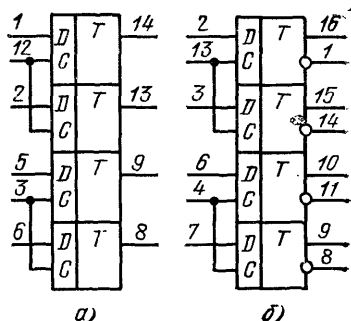 1 D T 14
12 C
2 D T 13
C
5 D T 9
3 C
6 D T 8
C
а)
2 D T 16
13 C 1
3 D T 15
C 14
6 D T 10
4 C 11
7 D T 9
C 8
б)